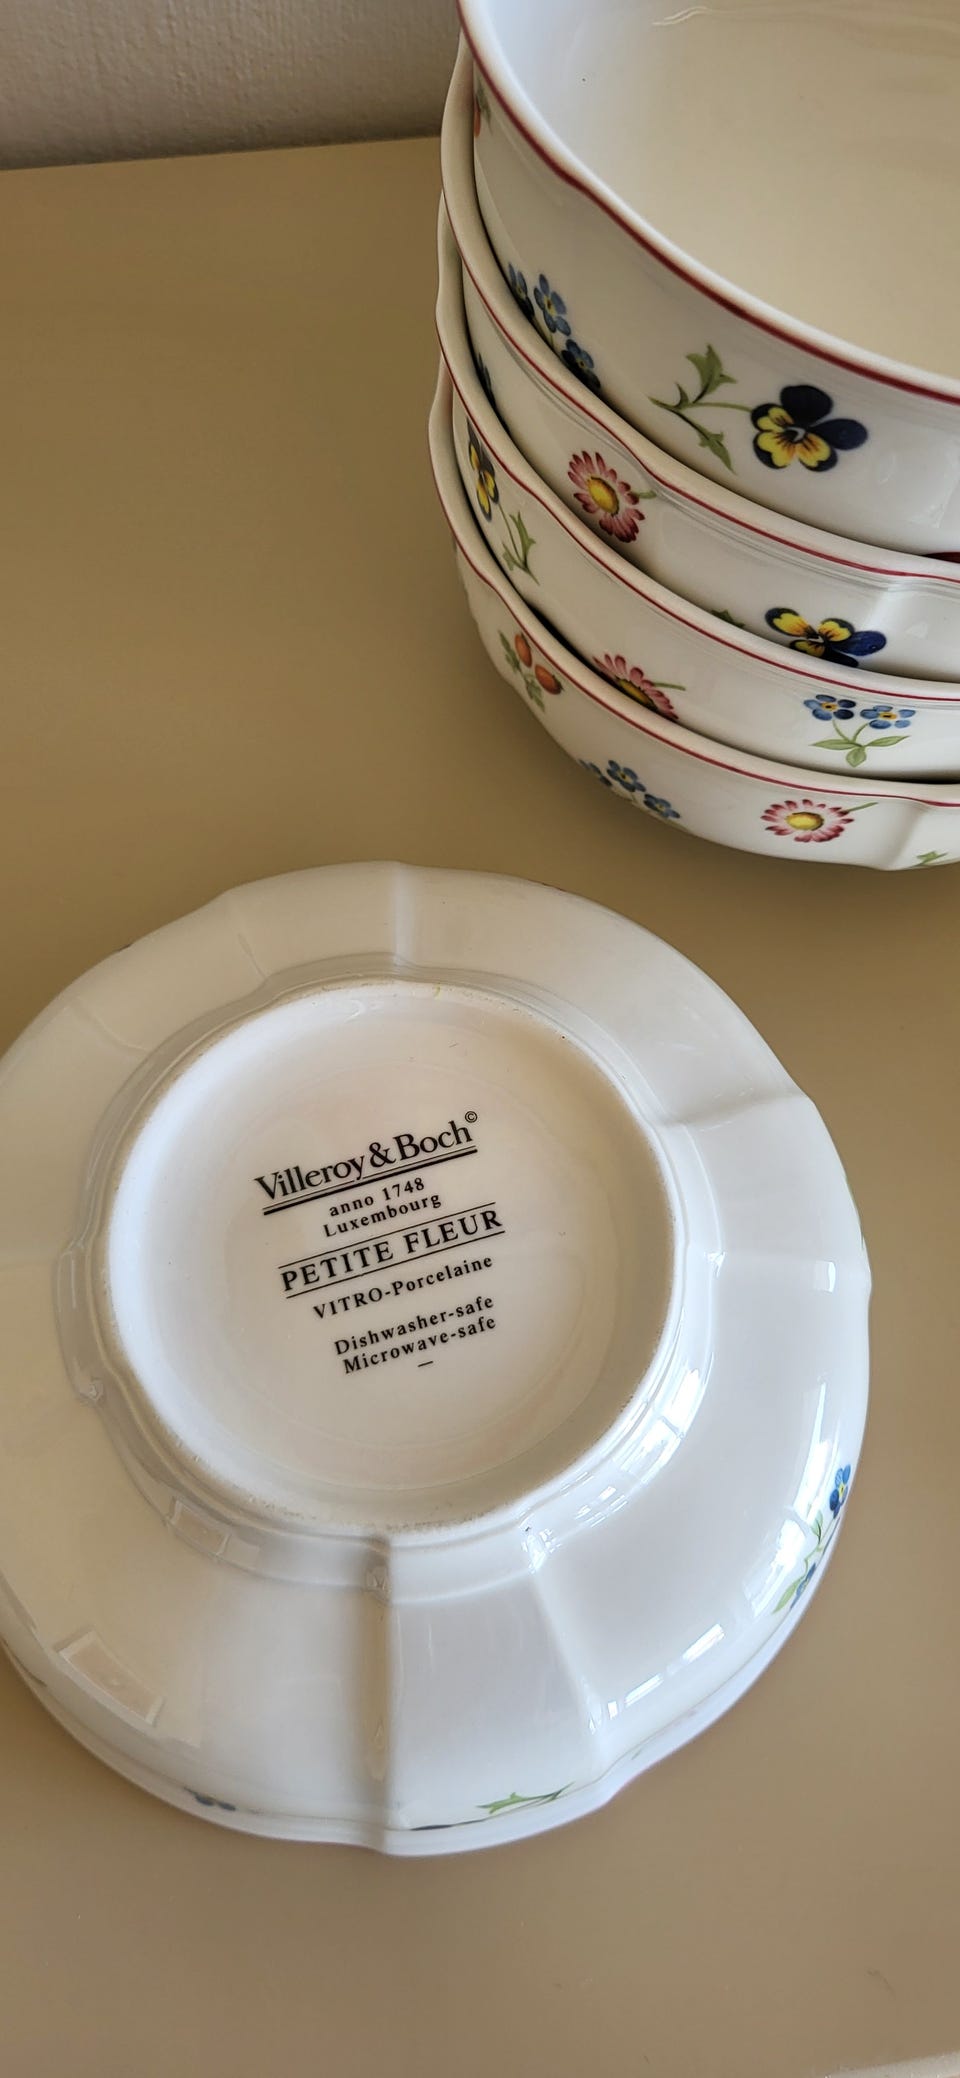 Villeroy & Boch©
anno 1748
Luxembourg
PETITE FLEUR
VITRO-Porcelaine
Dishwasher-safe
Microwave-safe